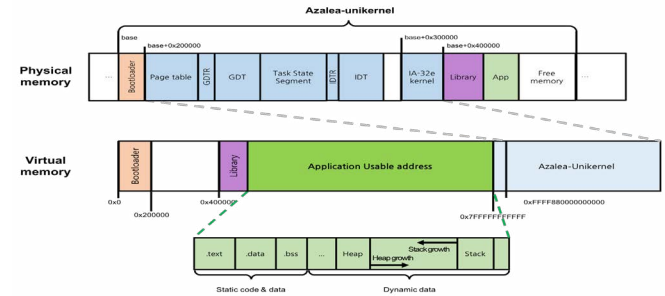 Azalea-unikernel
base
base+0x200000
base+0x300000
base+0x400000
Physical memory
...
Bootloader
Page table
GDTR
GDT
Task State Segment
IDTR
IDT
IA-32e kernel
Library
App
Free memory
...
Virtual memory
Bootloader
Library
Application Usable address
Azalea-Unikernel
0x0
0x200000
0x400000
0x7FFFFFFFFFFF
0xFFFF880000000000
.text
.data
.bss
...
Heap
Stack growth
Heap growth
Stack
Static code & data
Dynamic data